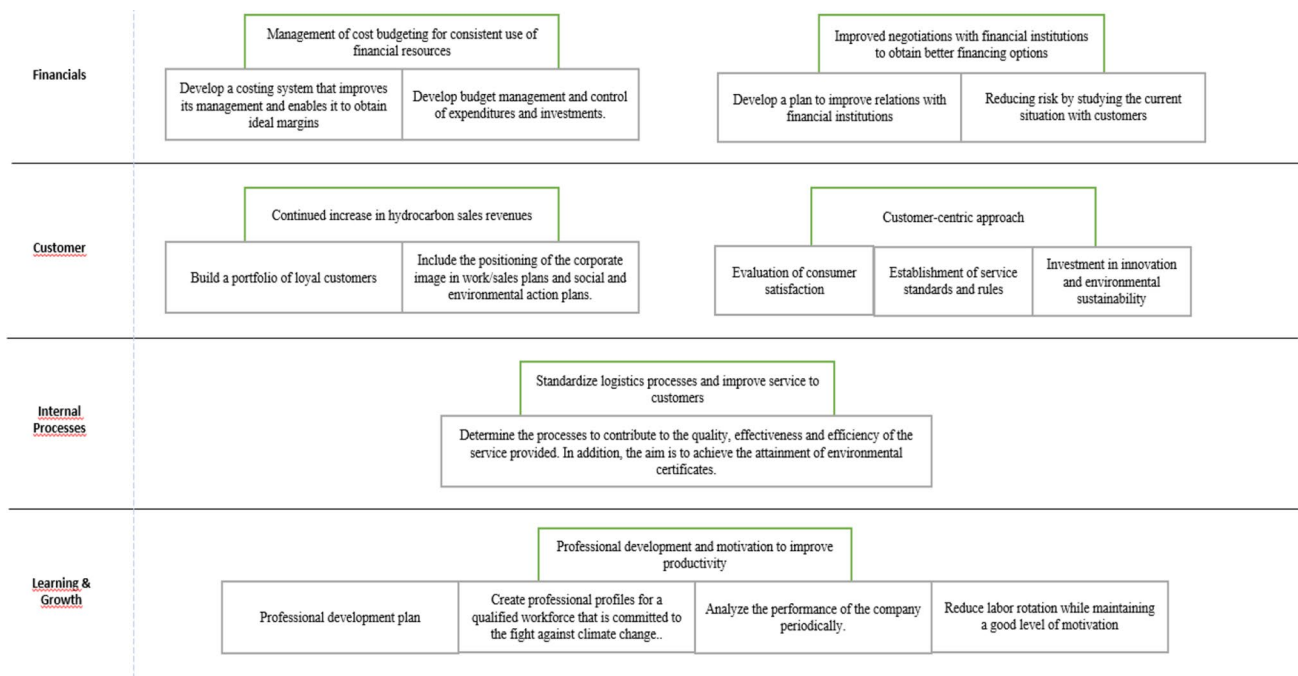 Financials
Management of cost budgeting for consistent use of
financial resources
Develop a costing system that improves
its management and enables it to obtain
ideal margins
Develop budget management and control
of expenditures and investments.
Improved negotiations with financial institutions
to obtain better financing options
Develop a plan to improve relations with
financial institutions
Reducing risk by studying the current
situation with customers
Customer
Continued increase in hydrocarbon sales revenues
Build a portfolio of loyal customers
Include the positioning of the corporate
image in work/sales plans and social and
environmental action plans.
Customer-centric approach
Evaluation of consumer
satisfaction
Establishment of service
standards and rules
Investment in innovation
and environmental
sustainability
Internal
Processes
Standardize logistics processes and improve service to
customers
Determine the processes to contribute to the quality, effectiveness and efficiency of the
service provided. In addition, the aim is to achieve the attainment of environmental
certificates.
Learning &
Growth
Professional development and motivation to improve
productivity
Professional development plan
Create professional profiles for a
qualified workforce that is committed to
the fight against climate change..
Analyze the performance of the company
periodically.
Reduce labor rotation while maintaining
a good level of motivation